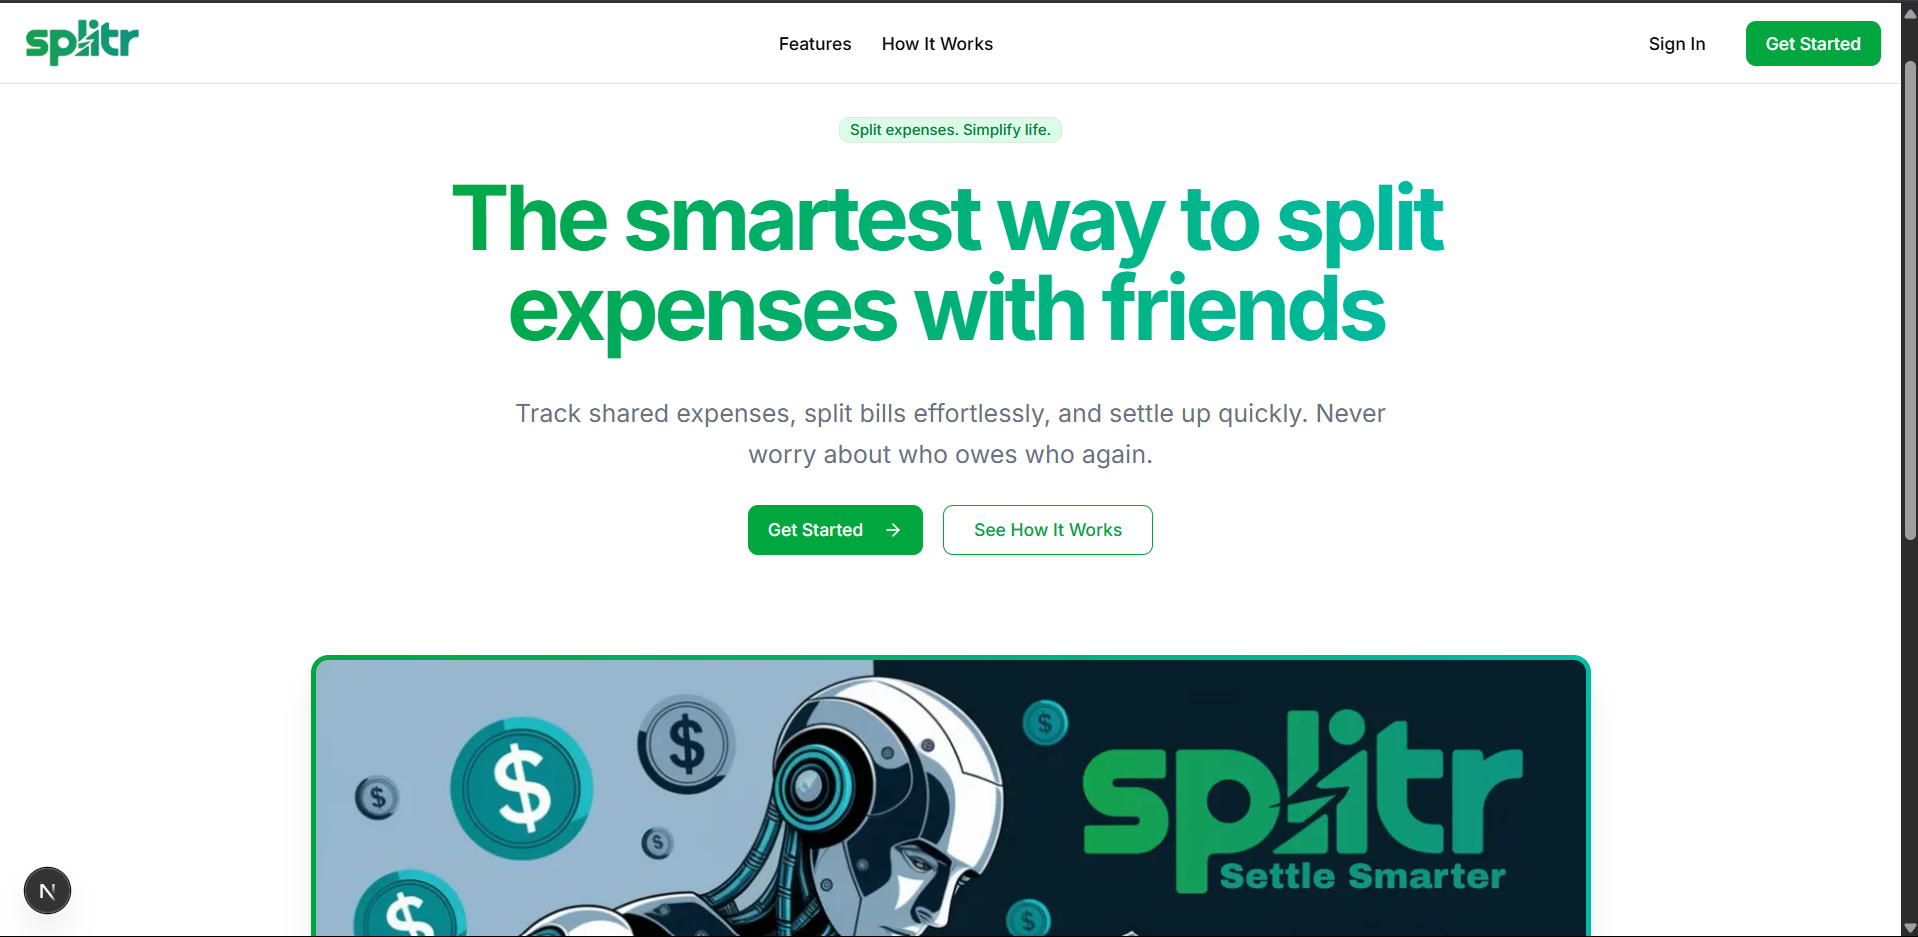 splitr
Features
How It Works
Sign In
Get Started
Split expenses. Simplify life.
The smartest way to split
expenses with friends
Track shared expenses, split bills effortlessly, and settle up quickly. Never
worry about who owes who again.
Get Started →
See How It Works
$
$
$
$
$
$
$
splitr
Settle Smarter
N